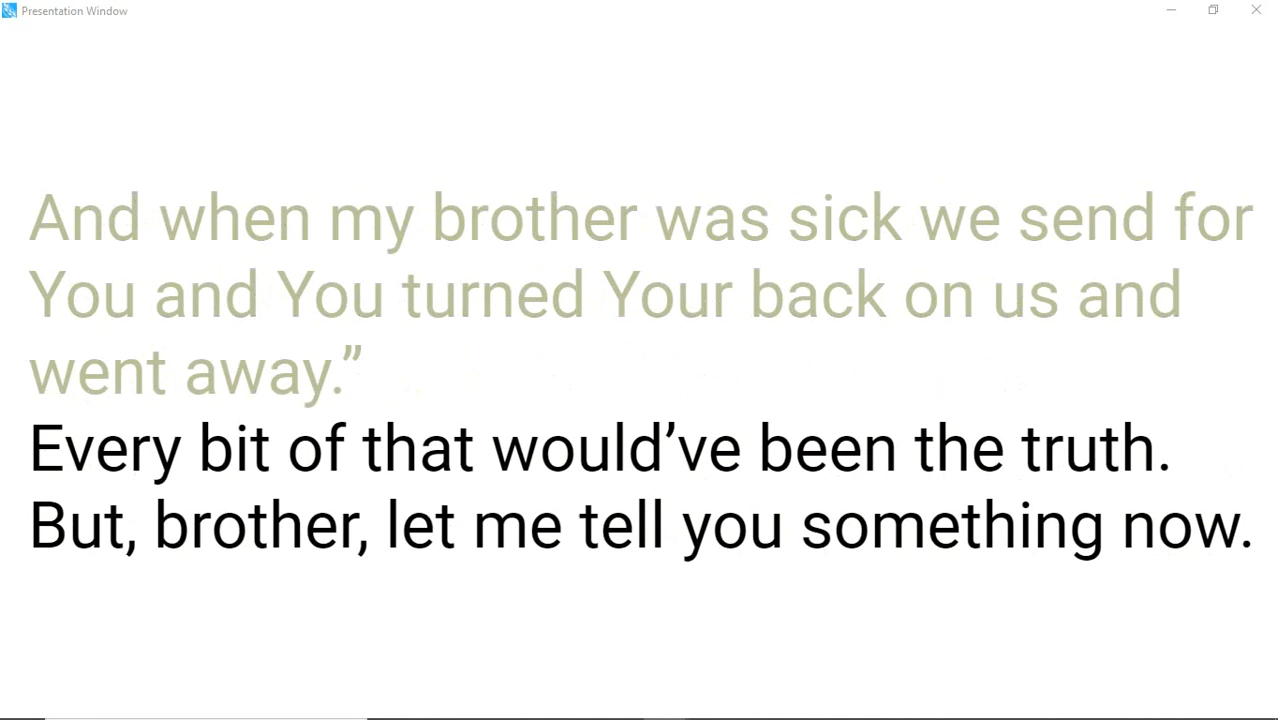 Presentation Window
And when my brother was sick we send for
You and You turned Your back on us and
went away.”
Every bit of that would’ve been the truth.
But, brother, let me tell you something now.